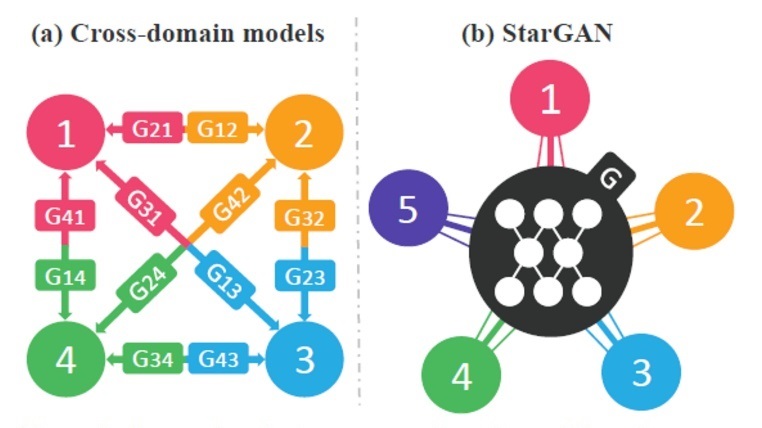 (a) Cross-domain models
1 G21 G12 2
G41 G31 G42 G32
G14 G24 G13 G23
4 G34 G43 3
(b) StarGAN
1
G
5 2
4 3